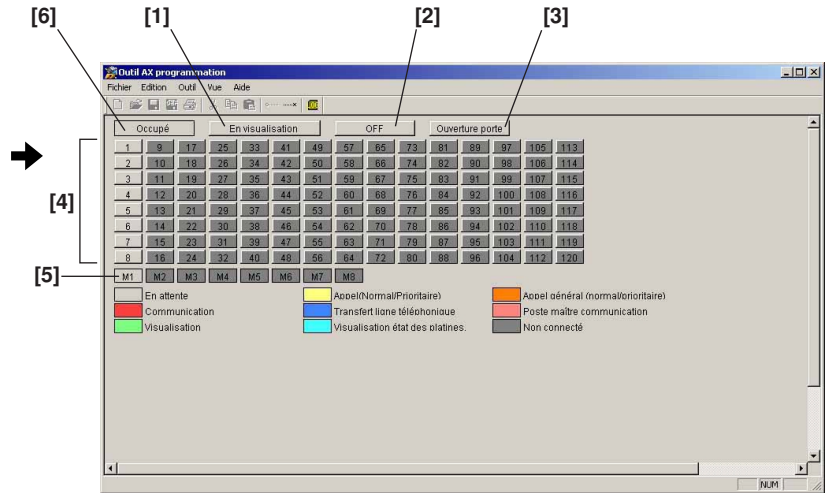 [6] [1] [2] [3]
Outil AX programmation
Fichier Edition Outil Vue Aide
Occupé En visualisation OFF Ouverture porte
1 9 17 25 33 41 49 57 65 73 81 89 97 105 113
2 10 18 26 34 42 50 58 66 74 82 90 98 106 114
3 11 19 27 35 43 51 59 67 75 83 91 99 107 115
[4] 4 12 20 28 36 44 52 60 68 76 84 92 100 108 116
5 13 21 29 37 45 53 61 69 77 85 93 101 109 117
6 14 22 30 38 46 54 62 70 78 86 94 102 110 118
7 15 23 31 39 47 55 63 71 79 87 95 103 111 119
8 16 24 32 40 48 56 64 72 80 88 96 104 112 120
[5] M1 M2 M3 M4 M5 M6 M7 M8
En attente Appel(Normal/Prioritaire) Appel général (normal/prioritaire)
Communication Transfert ligne téléphonique Poste maître communication
Visualisation Visualisation état des platines. Non connecté
NUM